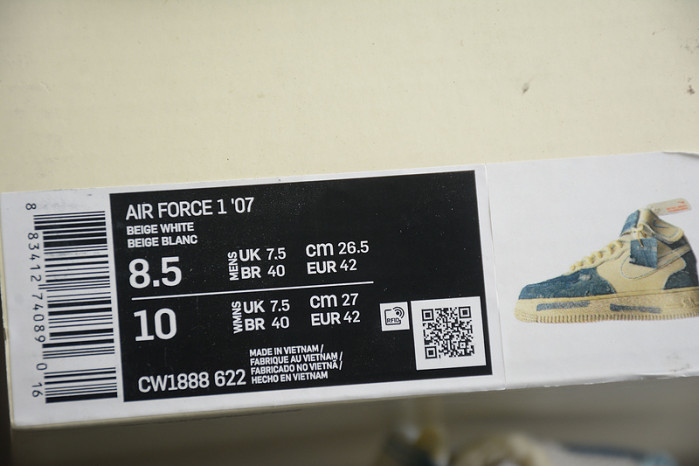 AIR FORCE 1 '07
BEIGE WHITE
BEIGE BLANC
8.5 MENS UK 7.5 CM 26.5
BR 40 EUR 42
10 WMNS UK 7.5 CM 27
BR 40 EUR 42
RFID
CW1888 622
MADE IN VIETNAM /
FABRIQUE AU VIETNAM /
FABRICADO NO VIETNÃ /
HECHO EN VIETNAM
8 83412 74089 016